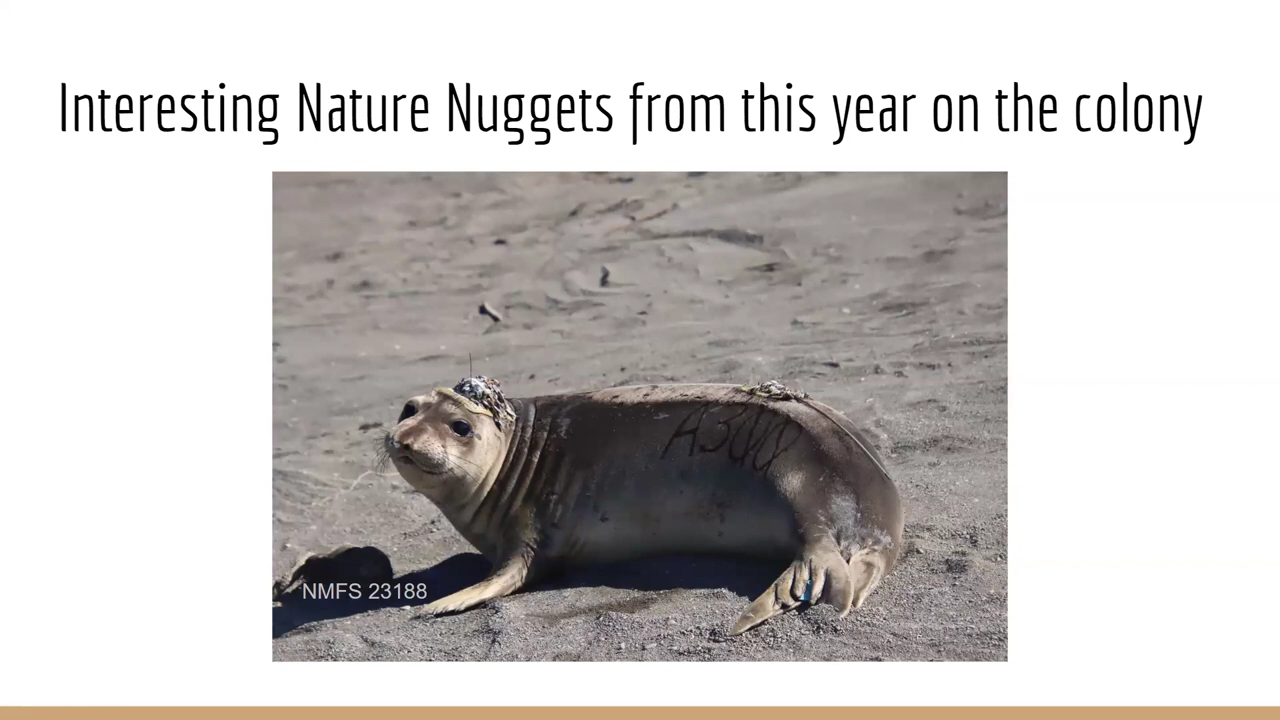 Interesting Nature Nuggets from this year on the colony
NMFS 23188